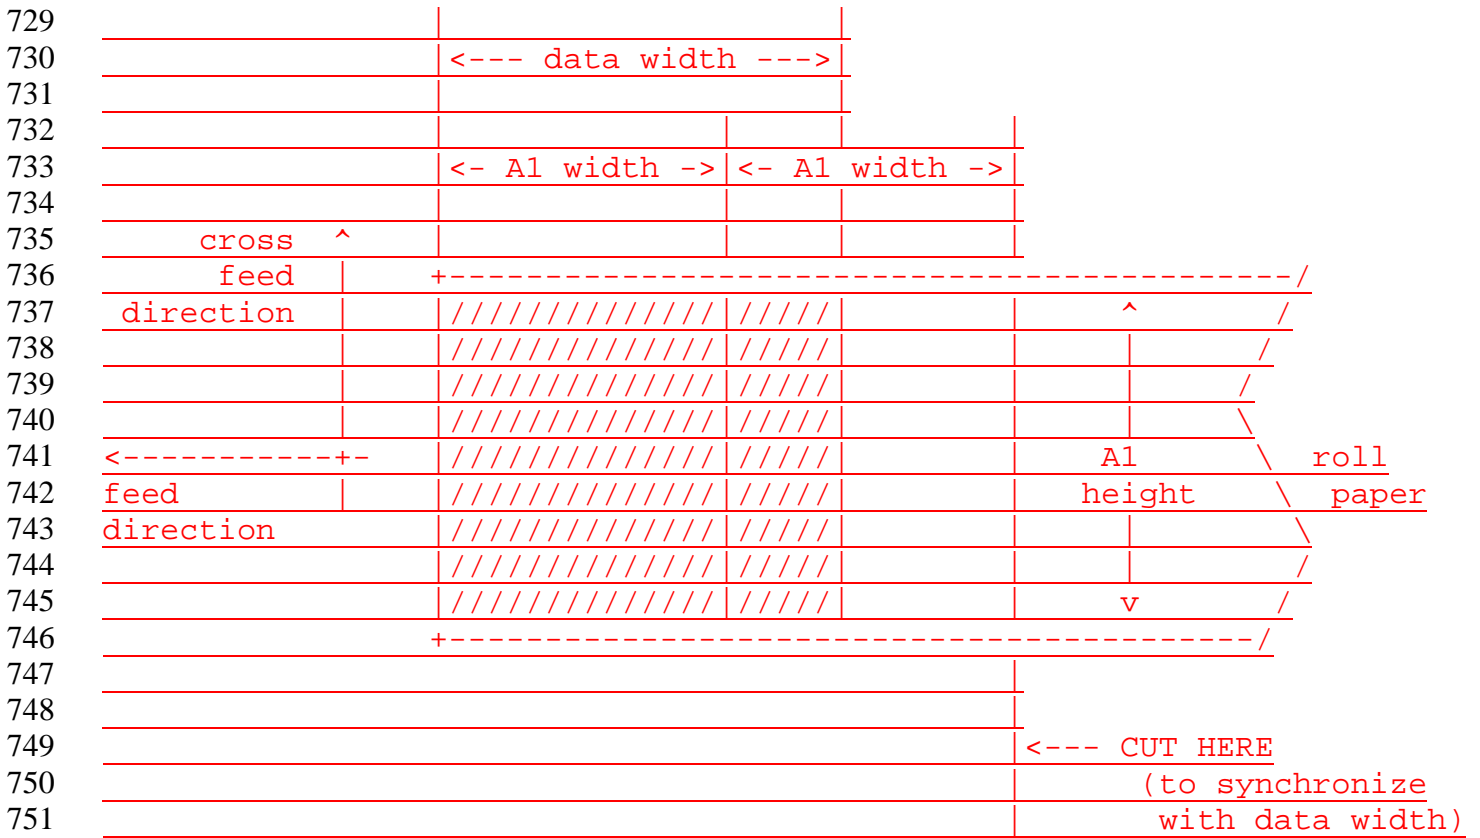 729                    |                                         |
730                    |<--- data width --->|
731                    |                                         |
732                    |              |     |        |
733                    |<- A1 width ->|<- A1 width ->|
734                    |              |     |        |
735      cross  ^    |              |     |        |
736       feed  |    +--------------------------------------------/
737  direction  |    |//////////////|/////|        |     ^       /
738             |    |//////////////|/////|        |     |      /
739             |    |//////////////|/////|        |     |     /
740             |    |//////////////|/////|        |     |     \
741 <------------+-   |//////////////|/////|        |    A1      \  roll
742 feed        |    |//////////////|/////|        |   height    \  paper
743 direction        |//////////////|/////|        |     |        \
744                  |//////////////|/////|        |     |        /
745                  |//////////////|/////|        |     v       /
746                  +------------------------------------------/
747                                                |
748                                                |
749                                                |<--- CUT HERE
750                                                |      (to synchronize
751                                                |       with data width)